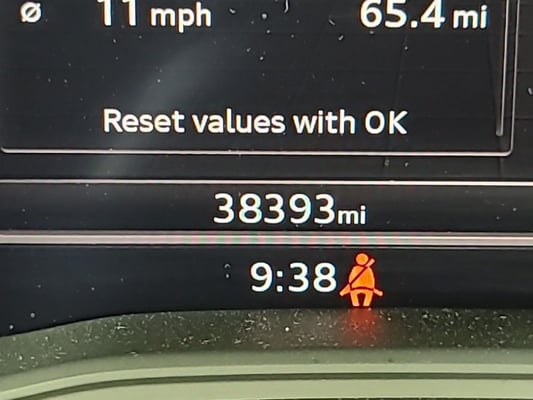 Ø 11 mph 65.4 mi
Reset values with OK
38393mi
9:38